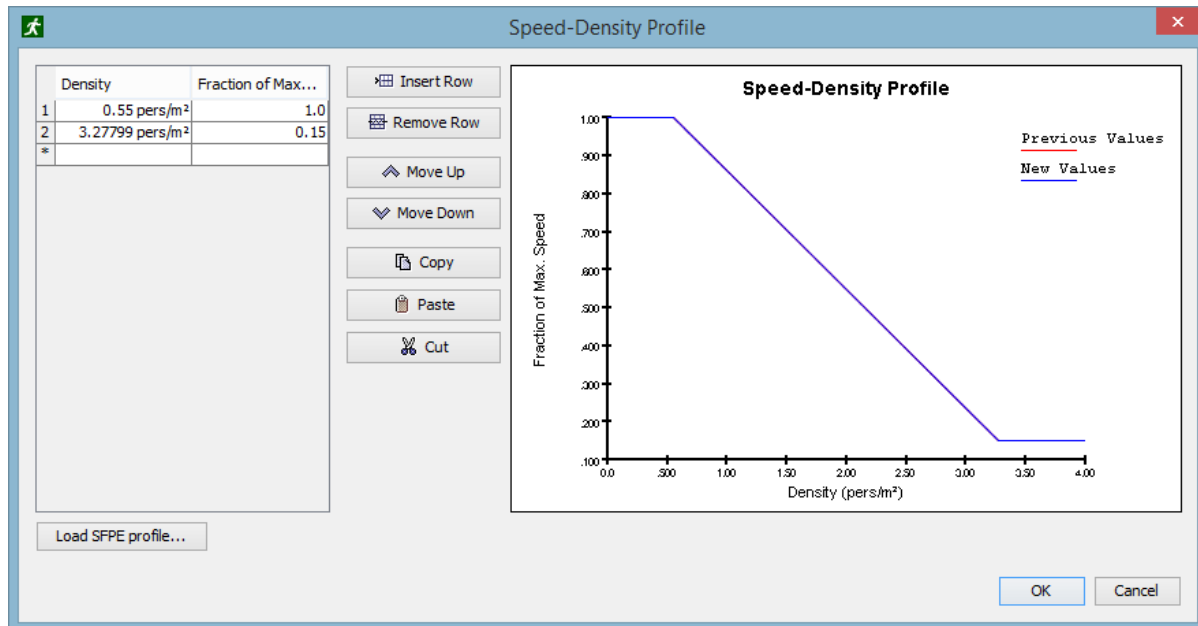 Speed-Density Profile
Density Fraction of Max...
1 0.55 pers/m² 1.0
2 3.27799 pers/m² 0.15
*
Insert Row
Remove Row
Move Up
Move Down
Copy
Paste
Cut
Load SFPE profile...
Speed-Density Profile
Previous Values
New Values
Fraction of Max. Speed
1.00
.900
.800
.700
.600
.500
.400
.300
.200
.100
0.0 .500 1.00 1.50 2.00 2.50 3.00 3.50 4.00
Density (pers/m²)
OK Cancel